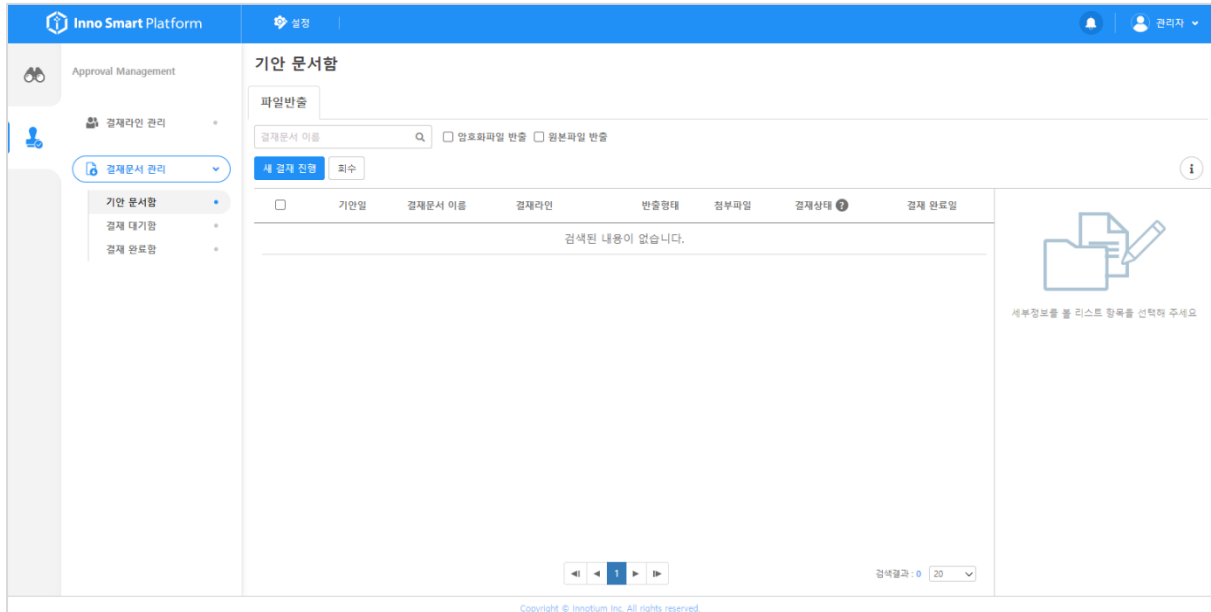 Inno Smart Platform
설정
관리자
Approval Management
결재라인 관리
결재문서 관리
기안 문서함
결재 대기함
결재 완료함
기안 문서함
파일반출
결재문서 이름
암호화파일 반출 원본파일 반출
새 결재 진행 회수
기안일 결재문서 이름 결재라인 반출형태 첨부파일 결재상태 ? 결재 완료일
검색된 내용이 없습니다.
세부정보를 볼 리스트 항목을 선택해 주세요
1
검색결과 : 0 20
Copyright © Innotium Inc. All rights reserved.